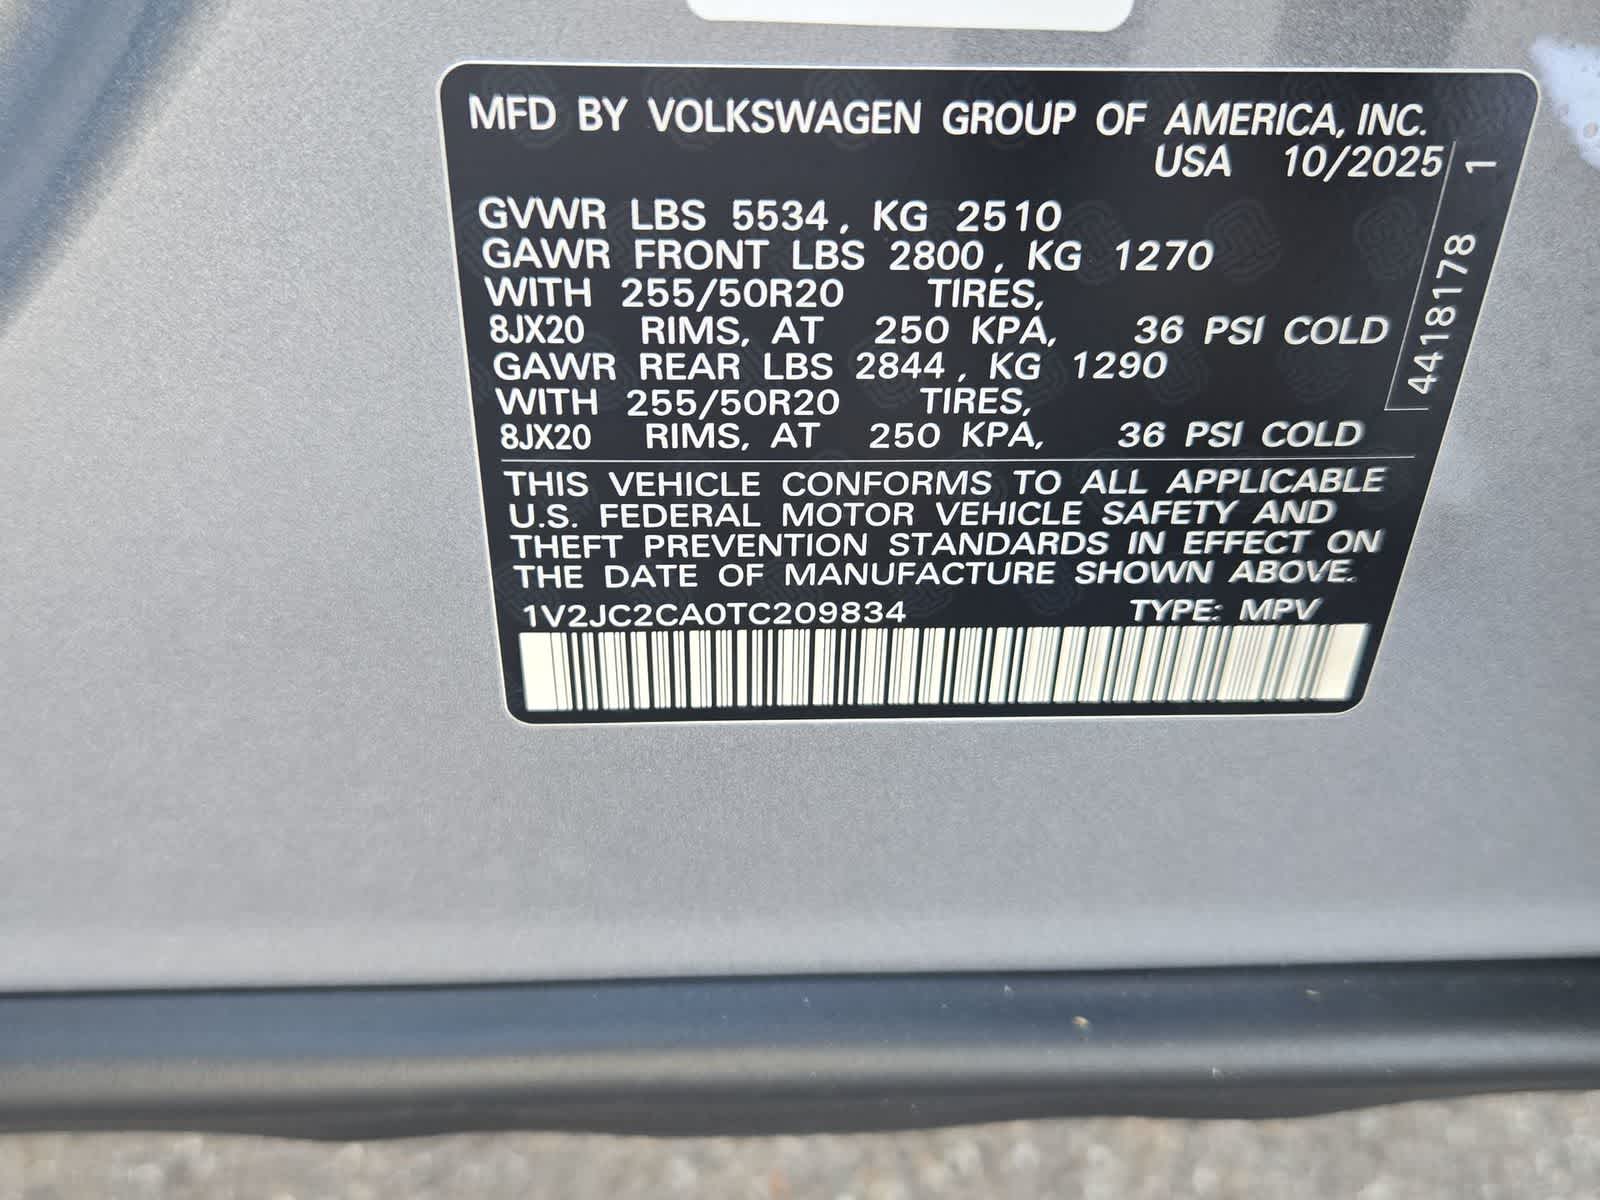 MFD BY VOLKSWAGEN GROUP OF AMERICA, INC.
USA 10/2025
GVWR LBS 5534, KG 2510
GAWR FRONT LBS 2800, KG 1270
WITH 255/50R20 TIRES,
8JX20 RIMS, AT 250 KPA, 36 PSI COLD
GAWR REAR LBS 2844, KG 1290
WITH 255/50R20 TIRES,
8JX20 RIMS, AT 250 KPA, 36 PSI COLD
THIS VEHICLE CONFORMS TO ALL APPLICABLE
U.S. FEDERAL MOTOR VEHICLE SAFETY AND
THEFT PREVENTION STANDARDS IN EFFECT ON
THE DATE OF MANUFACTURE SHOWN ABOVE.
1V2JC2CA0TC209834 TYPE: MPV
4418178 1